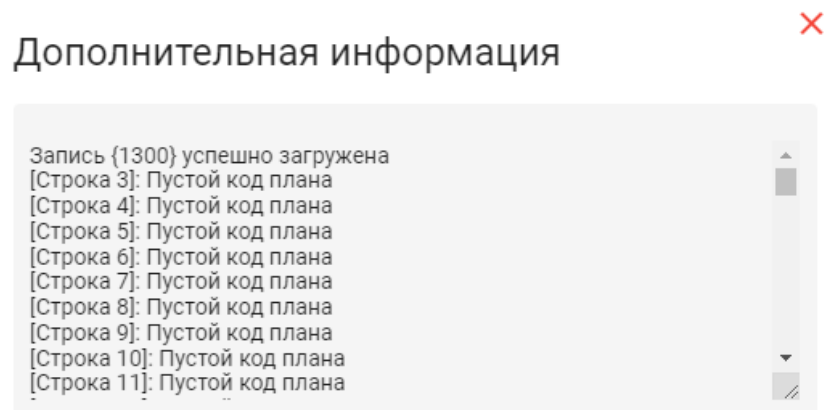 Дополнительная информация
Запись {1300} успешно загружена
[Строка 3]: Пустой код плана
[Строка 4]: Пустой код плана
[Строка 5]: Пустой код плана
[Строка 6]: Пустой код плана
[Строка 7]: Пустой код плана
[Строка 8]: Пустой код плана
[Строка 9]: Пустой код плана
[Строка 10]: Пустой код плана
[Строка 11]: Пустой код плана